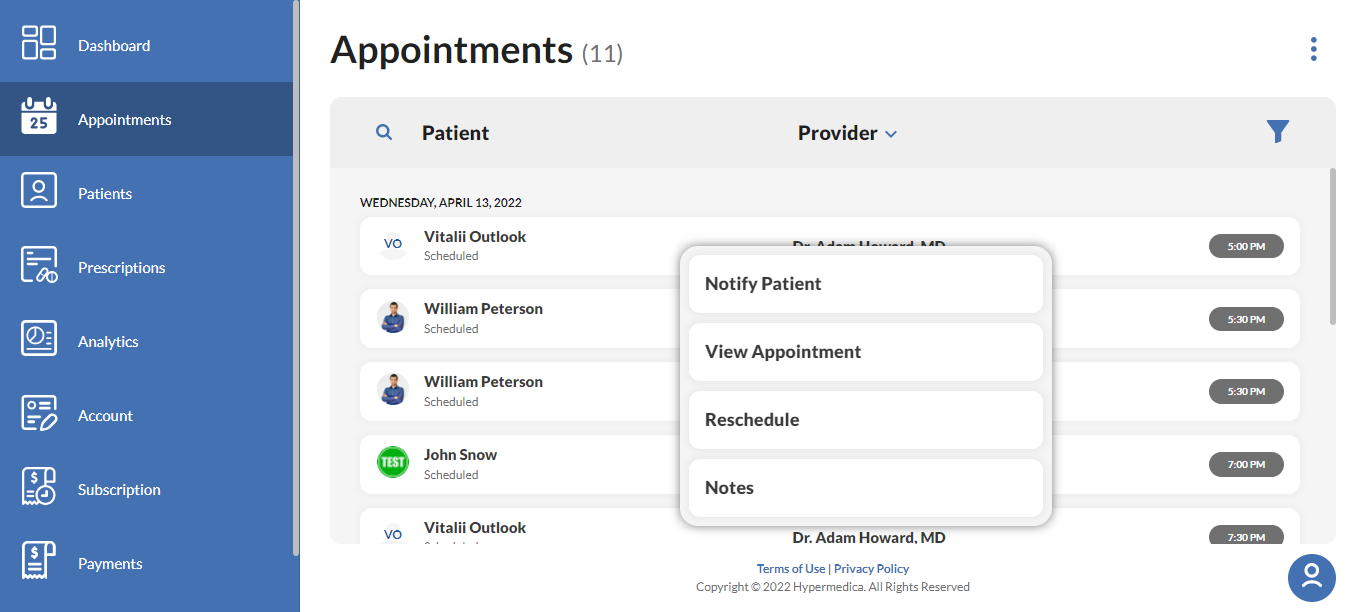 Dashboard
25
Appointments
Patients
Prescriptions
Analytics
Account
$
Subscription
$
Payments
Appointments (11)
Patient
Provider
WEDNESDAY, APRIL 13, 2022
VO
Vitalii Outlook
Scheduled
Dr. Adam Howard, MD
5:00 PM
William Peterson
Scheduled
5:30 PM
William Peterson
Scheduled
5:30 PM
TEST
John Snow
Scheduled
7:00 PM
VO
Vitalii Outlook
Dr. Adam Howard, MD
7:30 PM
Notify Patient
View Appointment
Reschedule
Notes
Terms of Use | Privacy Policy
Copyright © 2022 Hypermedica. All Rights Reserved